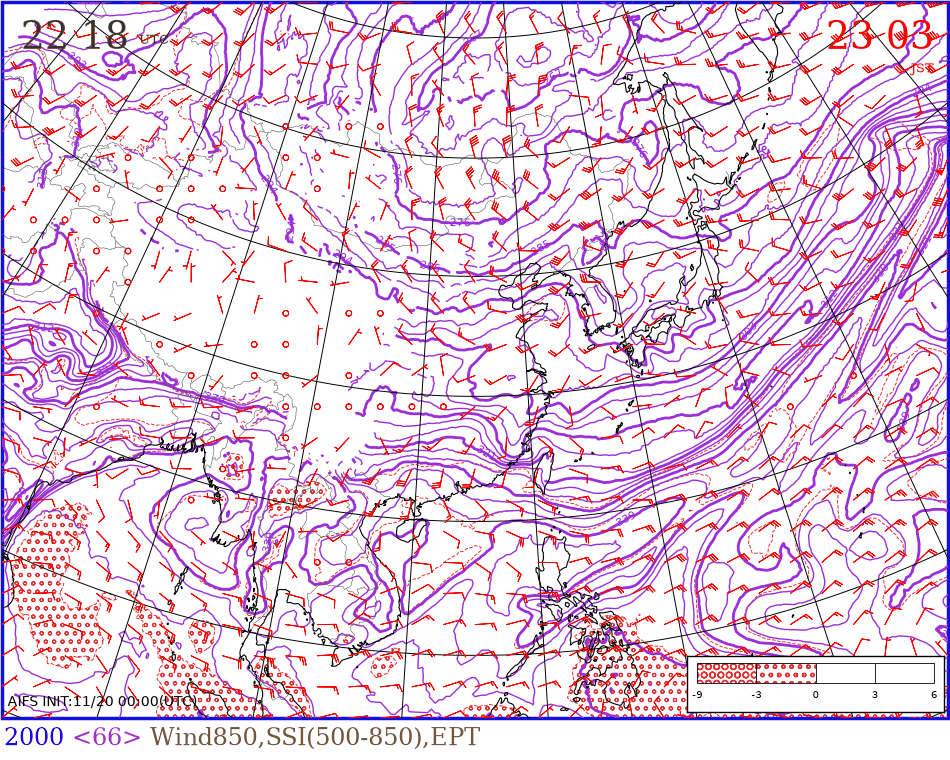 22 18 UTC
23 03
JST
AIFS INIT:11/20 00:00(UTC)
-9 -3 0 3 6
2000 <66> Wind850,SSI(500-850),EPT